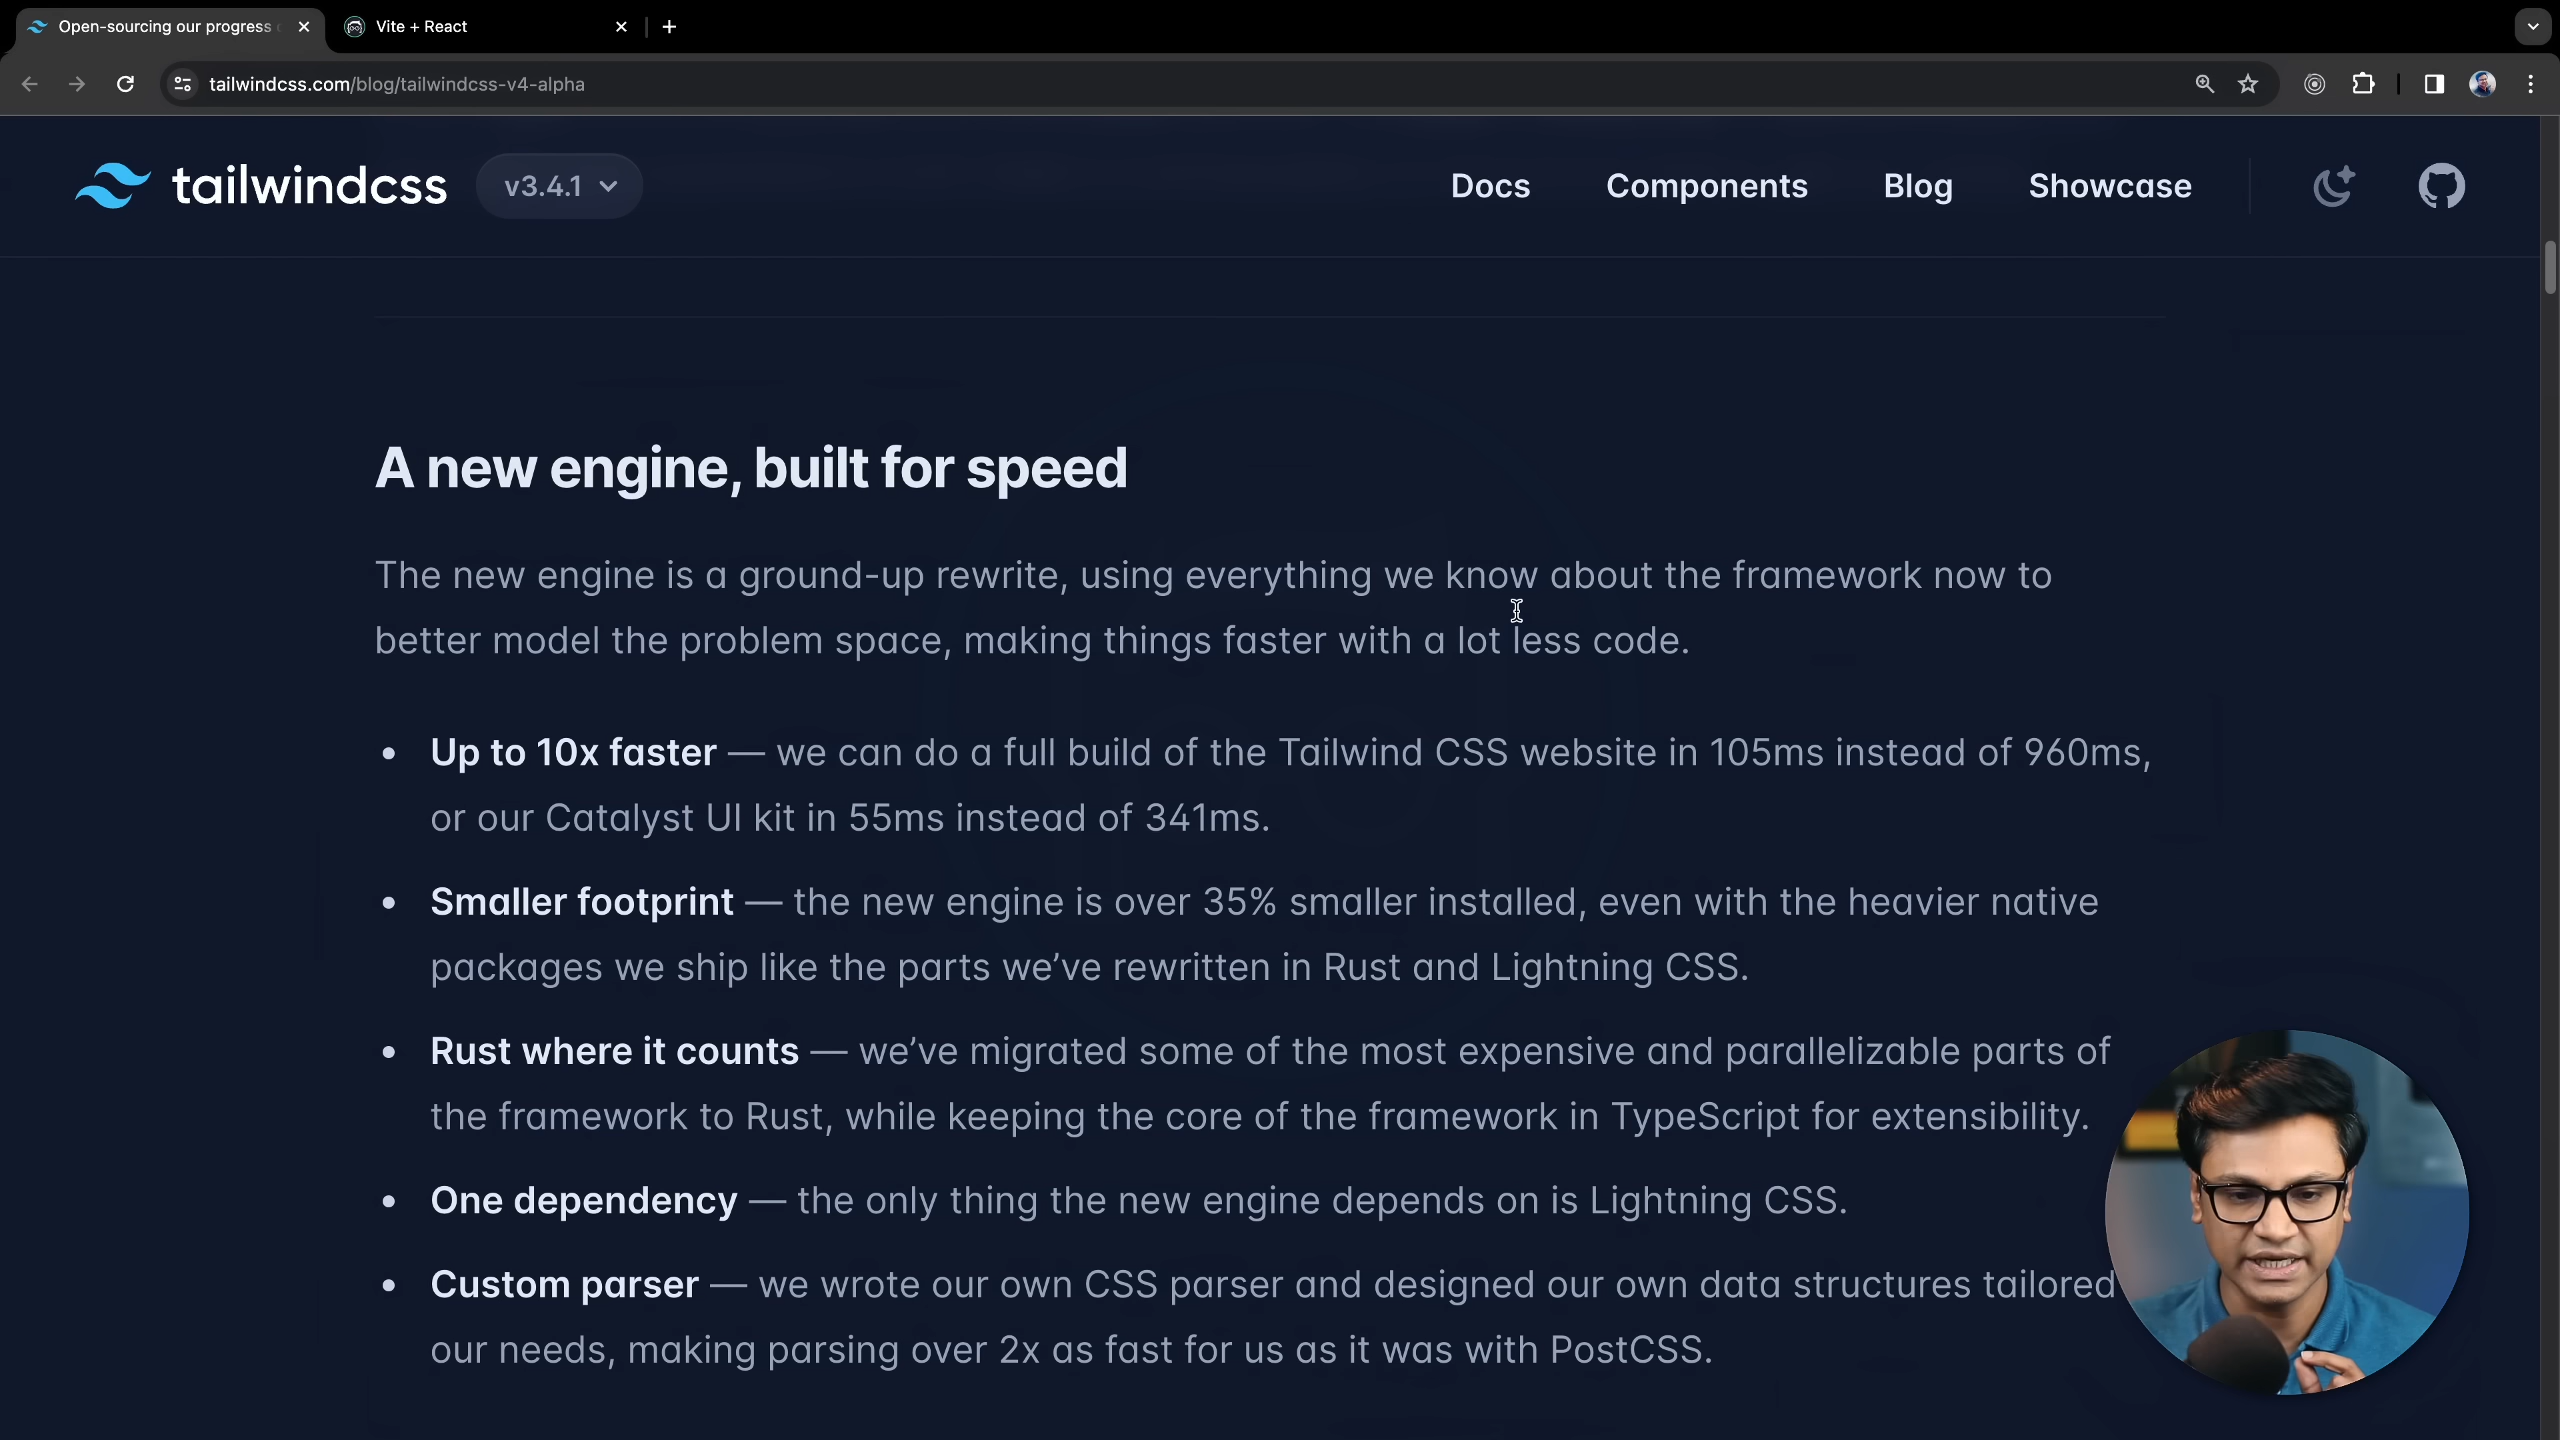 Open-sourcing our progress
Vite + React
tailwindcss.com/blog/tailwindcss-v4-alpha
tailwindcss
v3.4.1
Docs
Components
Blog
Showcase
A new engine, built for speed
The new engine is a ground-up rewrite, using everything we know about the framework now to
better model the problem space, making things faster with a lot less code.
• Up to 10x faster — we can do a full build of the Tailwind CSS website in 105ms instead of 960ms,
or our Catalyst UI kit in 55ms instead of 341ms.
• Smaller footprint — the new engine is over 35% smaller installed, even with the heavier native
packages we ship like the parts we’ve rewritten in Rust and Lightning CSS.
• Rust where it counts — we’ve migrated some of the most expensive and parallelizable parts of
the framework to Rust, while keeping the core of the framework in TypeScript for extensibility.
• One dependency — the only thing the new engine depends on is Lightning CSS.
• Custom parser — we wrote our own CSS parser and designed our own data structures tailored
our needs, making parsing over 2x as fast for us as it was with PostCSS.